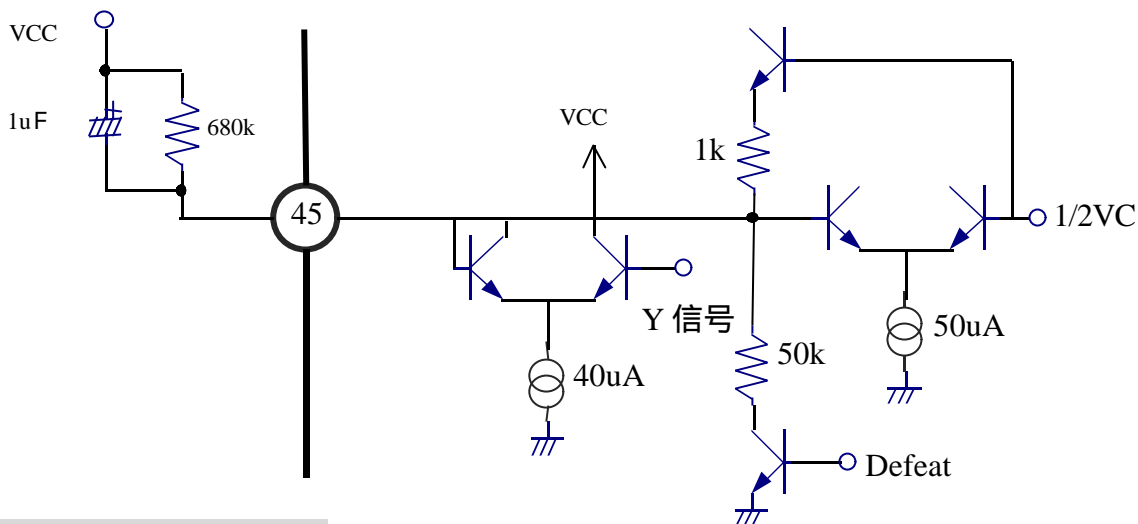 VCC
1uF
680k
45
VCC
1k
1/2VC
Y 信号
50k
50uA
40uA
Defeat